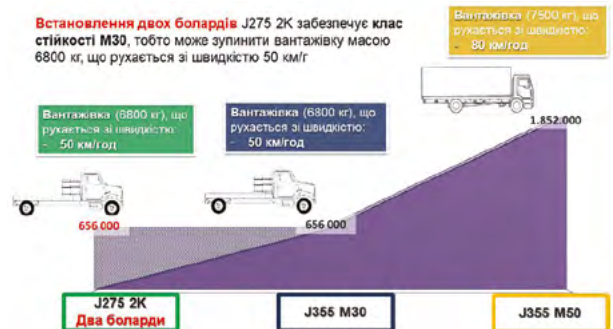 Встановлення двох болардів J275 2K забезпечує клас
стійкості М30, тобто може зупинити вантажівку масою
6800 кг, що рухається зі швидкістю 50 км/г
Вантажівка (7500 кг), що
рухається зі швидкістю:
- 80 км/год
Вантажівка (6800 кг), що
рухається зі швидкістю:
- 50 км/год
Вантажівка (6800 кг), що
рухається зі швидкістю:
- 50 км/год
1.852.000
656 000
656 000
J275 2K
Два боларди
J355 M30
J355 M50